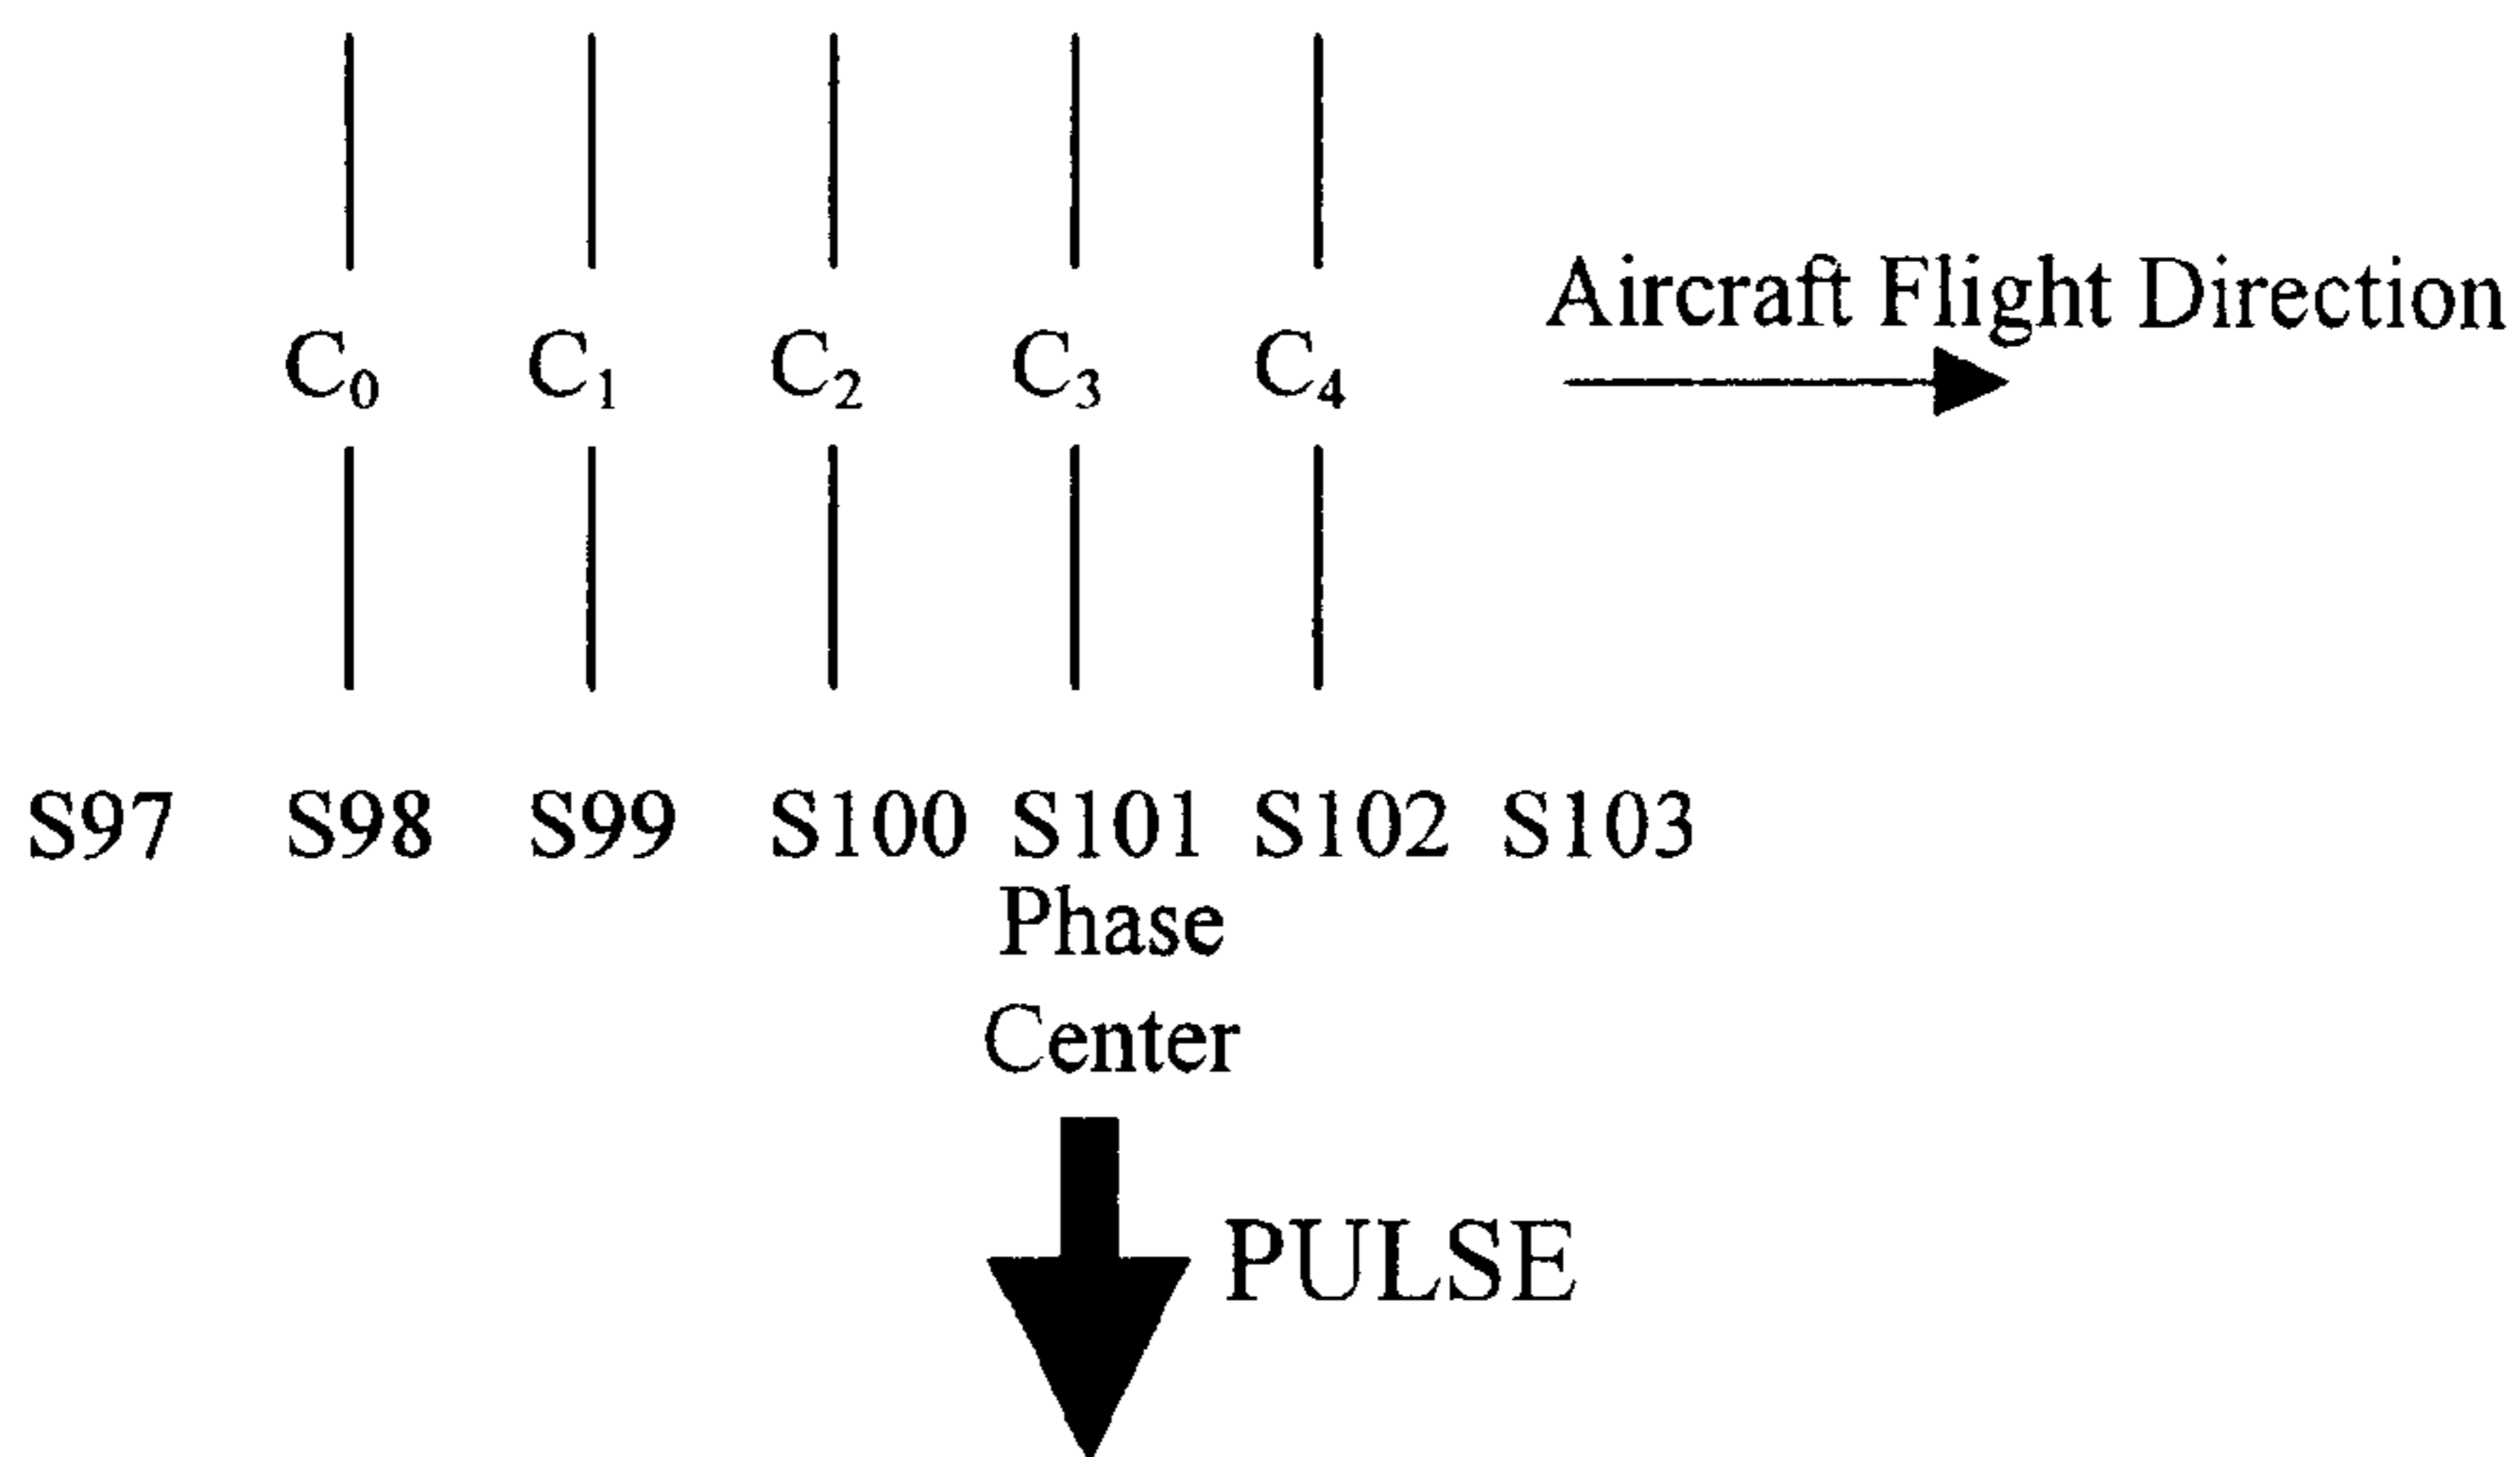 Aircraft Flight Direction
C₀ C₁ C₂ C₃ C₄
S97 S98 S99 S100 S101 S102 S103
Phase
Center
PULSE